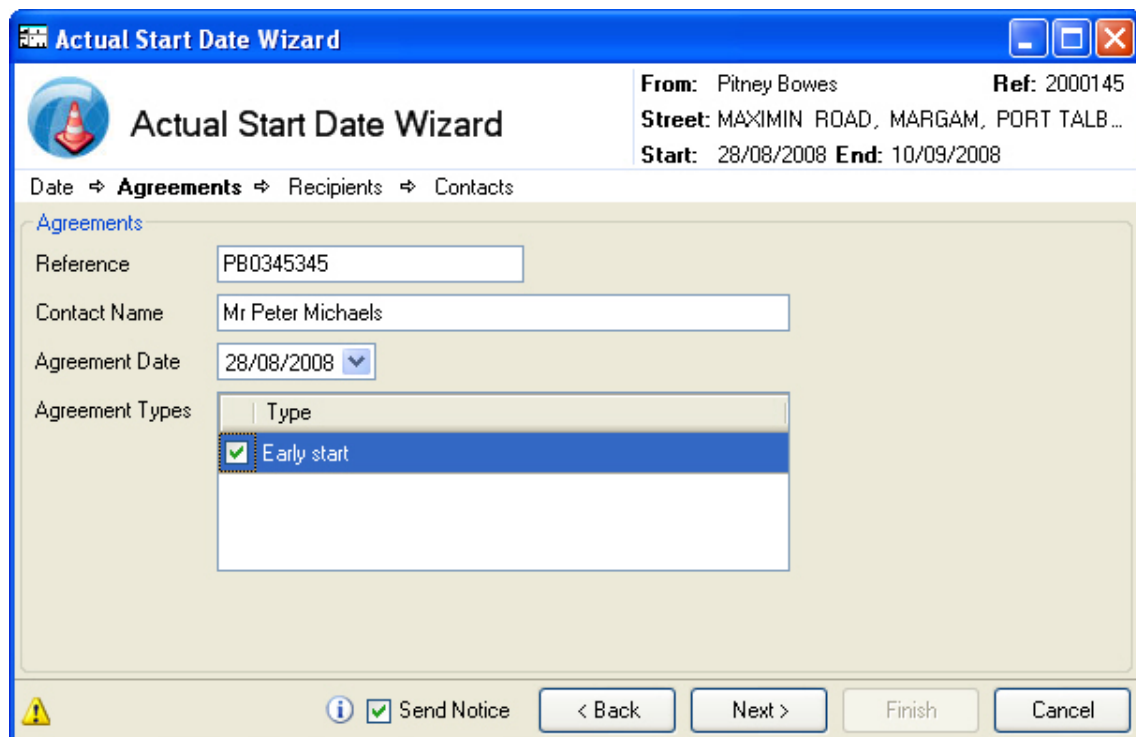 Actual Start Date Wizard
Actual Start Date Wizard
From: Pitney Bowes Ref: 2000145
Street: MAXIMIN ROAD, MARGAM, PORT TALB...
Start: 28/08/2008 End: 10/09/2008
Date ⇨ Agreements ⇨ Recipients ⇨ Contacts
Agreements
Reference PB0345345
Contact Name Mr Peter Michaels
Agreement Date 28/08/2008
Agreement Types Type
Early start
Send Notice < Back Next > Finish Cancel